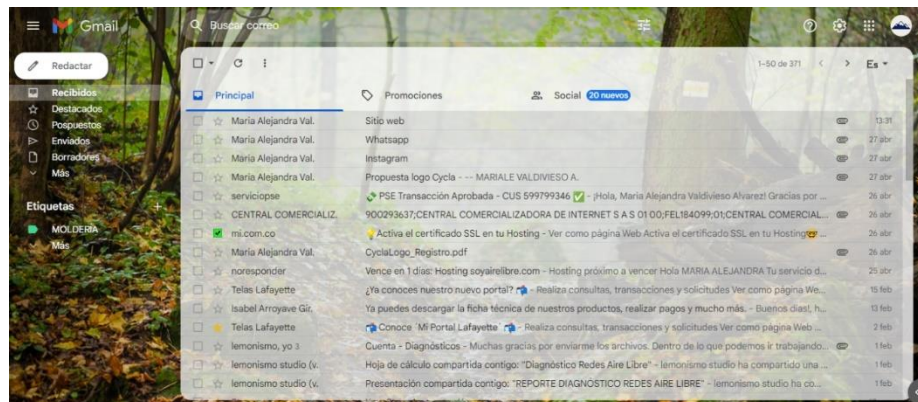 Gmail
Buscar correo
Redactar
1–50 de 371
Es
Recibidos
Destacados
Pospuestos
Enviados
Borradores
Más
Etiquetas
MOLDERIA
Más
Principal
Promociones
Social 20 nuevos
Maria Alejandra Val. Sitio web 13:31
Maria Alejandra Val. Whatsapp 27 abr
Maria Alejandra Val. Instagram 27 abr
Maria Alejandra Val. Propuesta logo Cycla - -- MARIALE VALDIVIESO A. 27 abr
serviciopse PSE Transacción Aprobada - CUS 599799346 ✅ - ¡Hola, Maria Alejandra Valdivieso Alvarez! Gracias por ... 26 abr
CENTRAL COMERCIALIZ. 900293637;CENTRAL COMERCIALIZADORA DE INTERNET S A S 01 00;FEL184099;01;CENTRAL COMERCIAL... 26 abr
mi.com.co 💡Activa el certificado SSL en tu Hosting - Ver como página Web Activa el certificado SSL en tu Hosting ... 26 abr
Maria Alejandra Val. CyclaLogo_Registro.pdf 26 abr
noresponder Vence en 1 días: Hosting soyairelibre.com - Hosting próximo a vencer Hola MARIA ALEJANDRA Tu servicio d... 25 abr
Telas Lafayette ¿Ya conoces nuestro nuevo portal? 📬 - Realiza consultas, transacciones y solicitudes Ver como página We... 15 feb
Isabel Arroyave Gir. Ya puedes descargar la ficha técnica de nuestros productos, realizar pagos y mucho más. - Buenos días!, h... 13 feb
Telas Lafayette 📬Conoce ´Mi Portal Lafayette´ 📬 - Realiza consultas, transacciones y solicitudes Ver como página Web ... 2 feb
lemonismo, yo 3 Cuenta - Diagnósticos - Muchas gracias por enviarme los archivos. Dentro de lo que podemos ir trabajando... 1 feb
lemonismo studio (v. Hoja de cálculo compartida contigo: "Diagnóstico Redes Aire Libre" - lemonismo studio ha compartido una ... 1 feb
lemonismo studio (v. Presentación compartida contigo: "REPORTE DIAGNÓSTICO REDES AIRE LIBRE" - lemonismo studio ha co... 1 feb